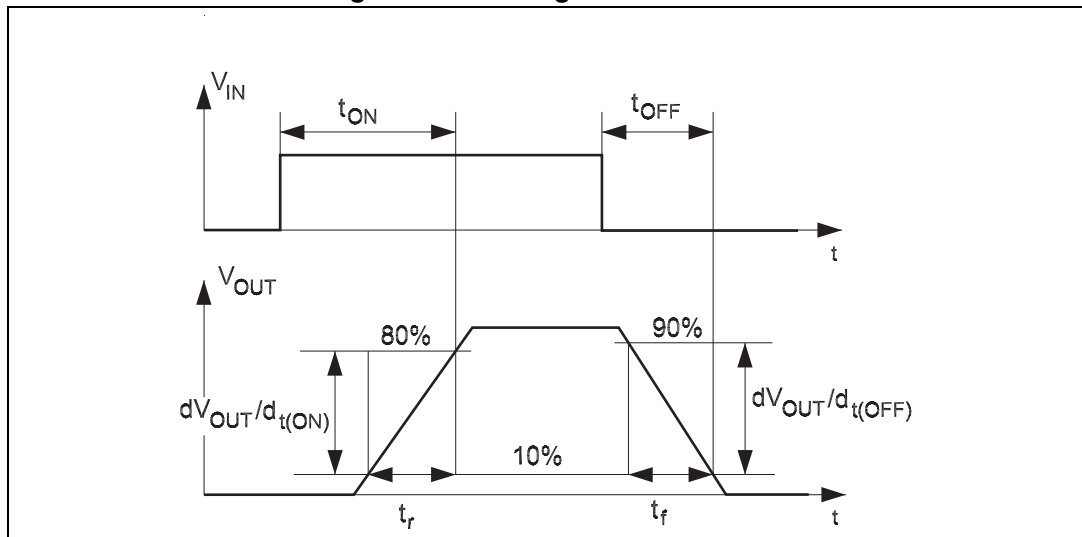 V_IN
t_ON
t_OFF
t
V_OUT
80%
90%
dV_OUT/d_t(ON)
dV_OUT/d_t(OFF)
10%
t_r
t_f
t